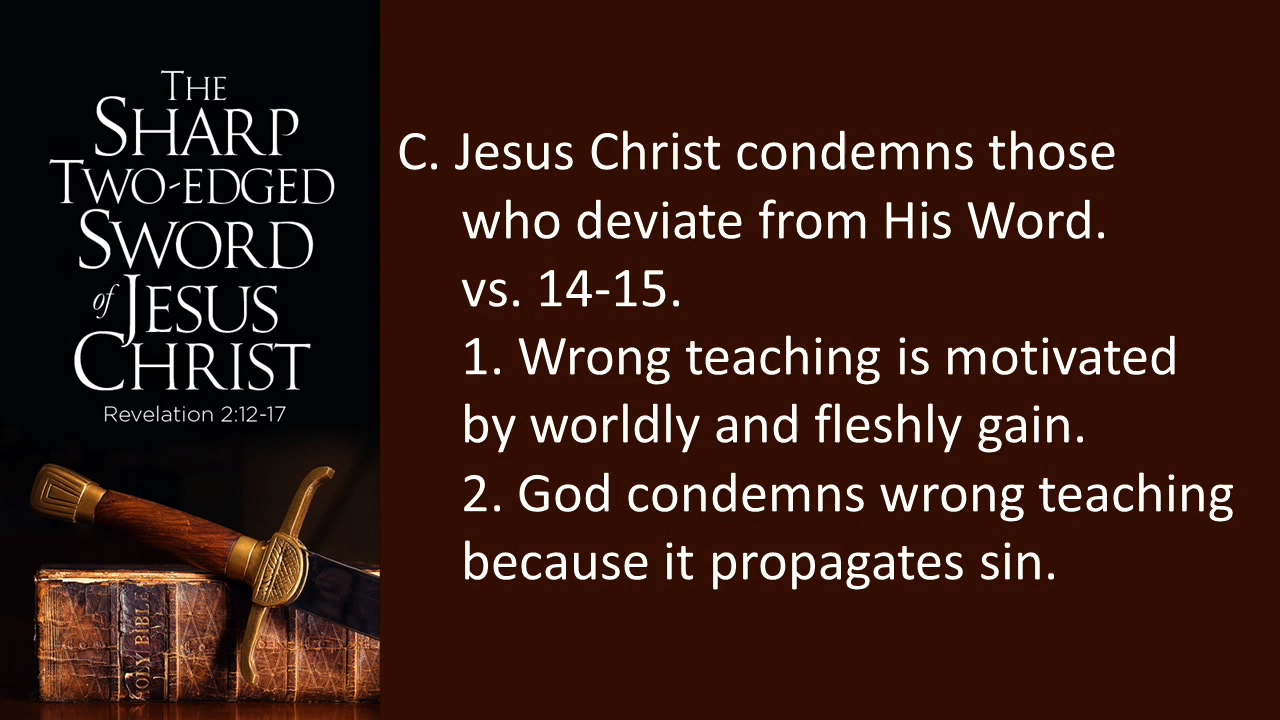 THE
SHARP
TWO-EDGED
SWORD
of JESUS
CHRIST
Revelation 2:12-17
HOLY BIBLE
C. Jesus Christ condemns those
who deviate from His Word.
vs. 14-15.
1. Wrong teaching is motivated
by worldly and fleshly gain.
2. God condemns wrong teaching
because it propagates sin.